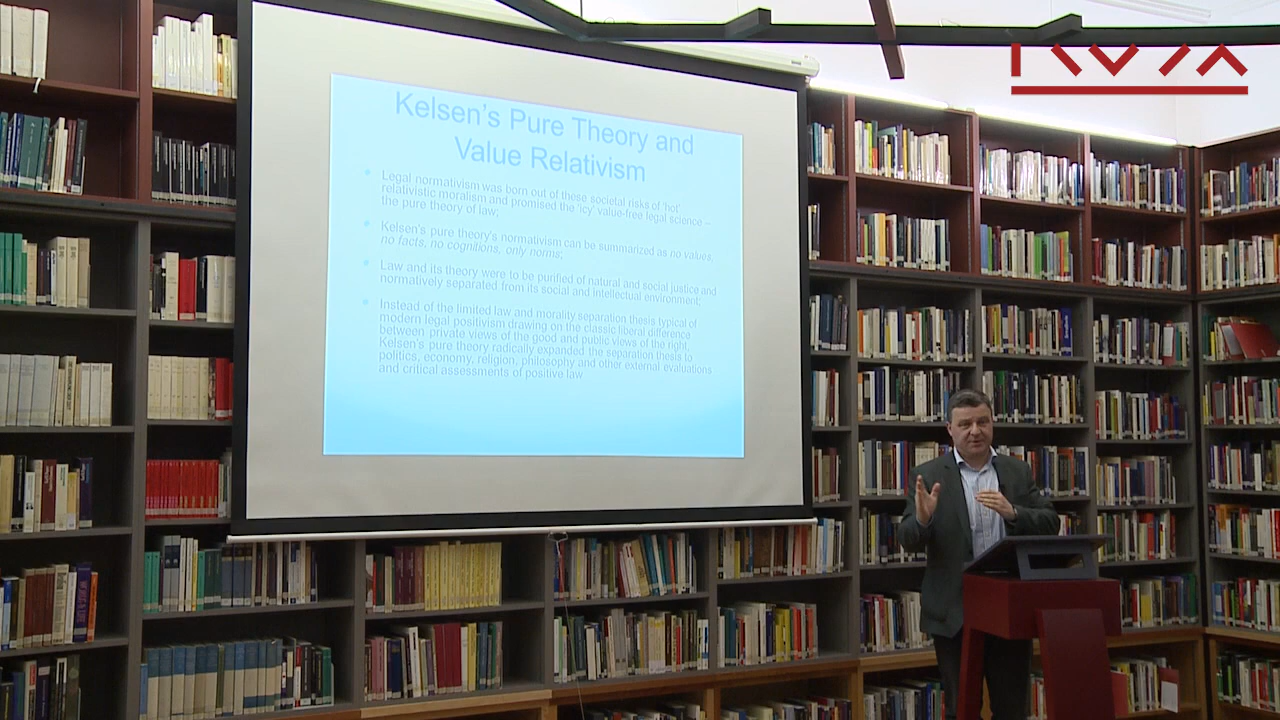 Kelsen's Pure Theory and
Value Relativism
Legal normativism was born out of these societal risks of 'hot'
relativistic moralism and promised the 'icy' value-free legal science –
the pure theory of law;
Kelsen's pure theory's normativism can be summarized as no values,
no facts, no cognitions, only norms;
Law and its theory were to be purified of natural and social justice and
normatively separated from its social and intellectual environment;
Instead of the limited law and morality separation thesis typical of
modern legal positivism drawing on the classic liberal difference
between private views of the good and public views of the right,
Kelsen's pure theory radically expanded the separation thesis to
politics, economy, religion, philosophy and other external evaluations
and critical assessments of positive law